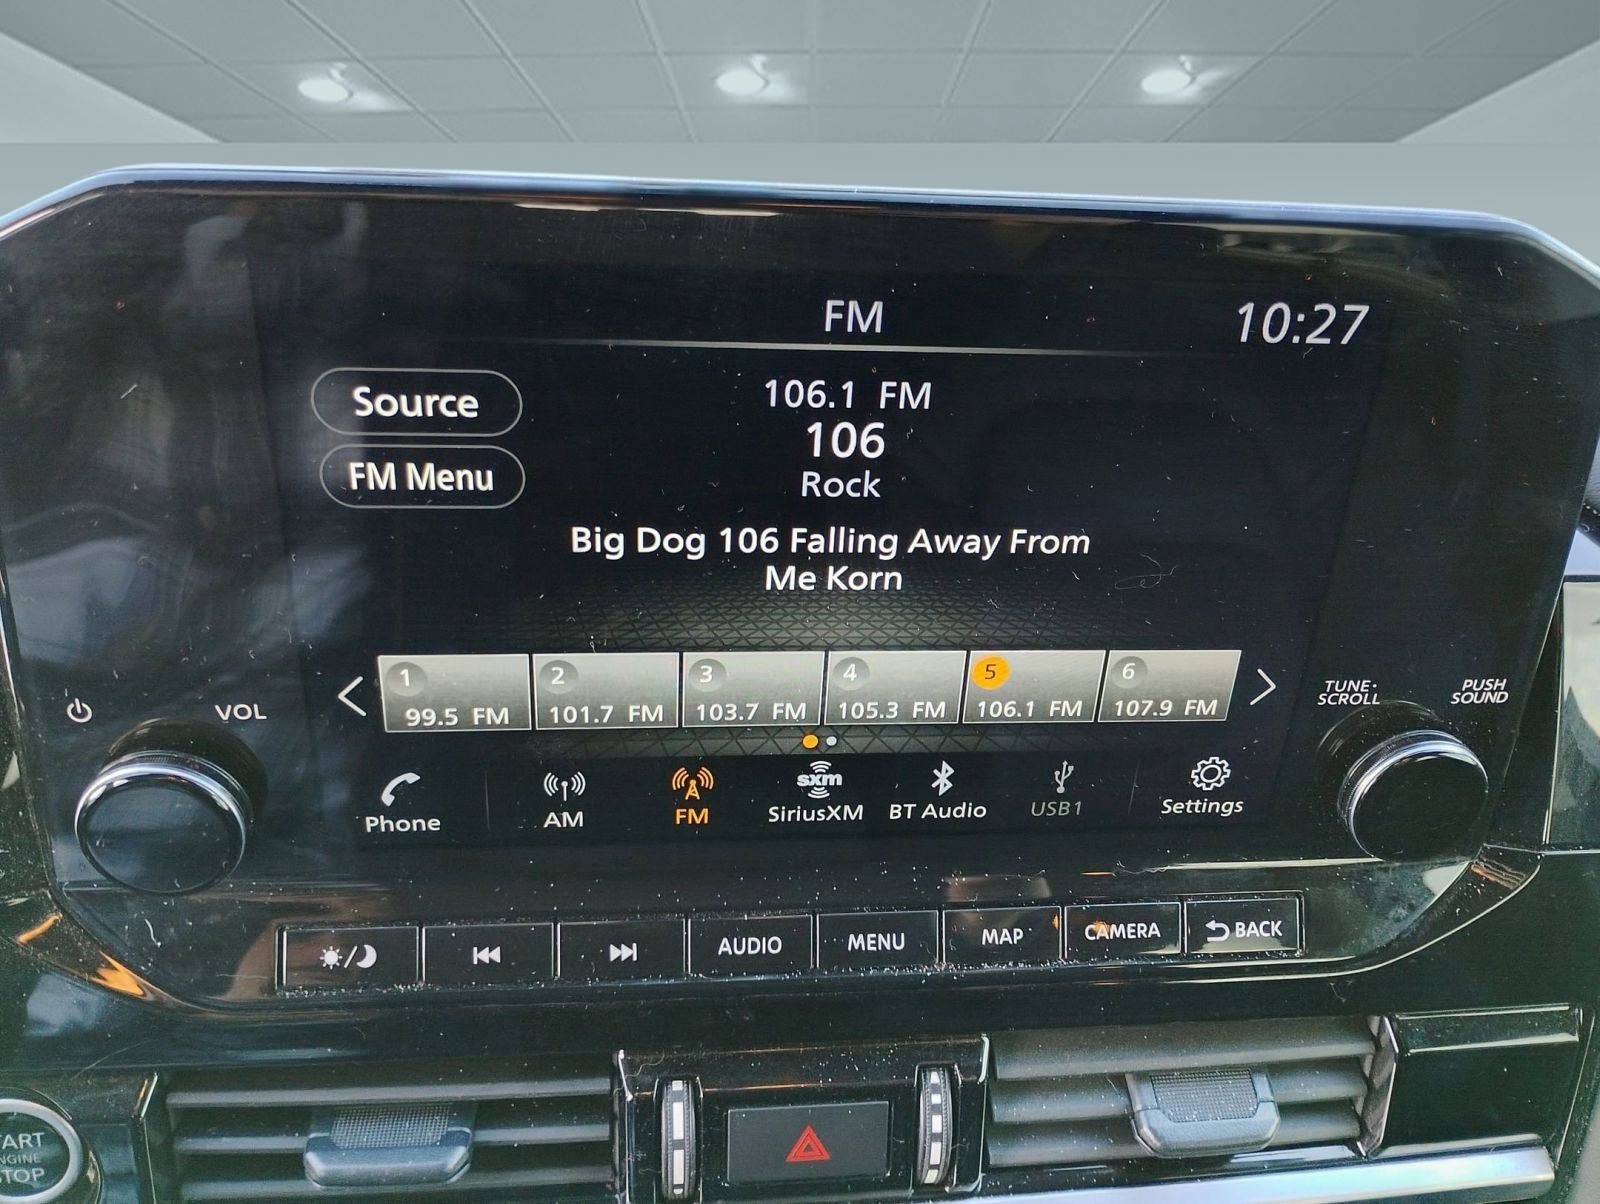 FM
10:27
Source
106.1 FM
106
FM Menu
Rock
Big Dog 106 Falling Away From
Me Korn
1
2
3
4
5
6
99.5 FM
101.7 FM
103.7 FM
105.3 FM
106.1 FM
107.9 FM
VOL
TUNE·
SCROLL
PUSH
SOUND
sxm
Phone
AM
FM
SiriusXM
BT Audio
USB1
Settings
AUDIO
MENU
MAP
CAMERA
BACK
TART
ENGINE
STOP